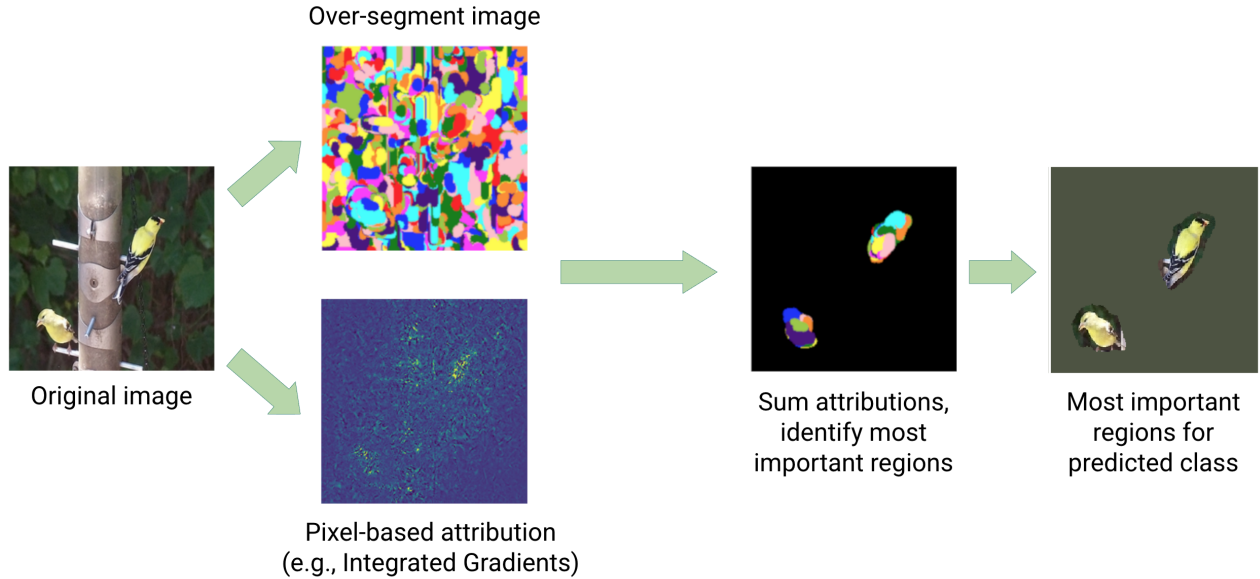 Over-segment image
Original image
Pixel-based attribution
(e.g., Integrated Gradients)
Sum attributions,
identify most
important regions
Most important
regions for
predicted class